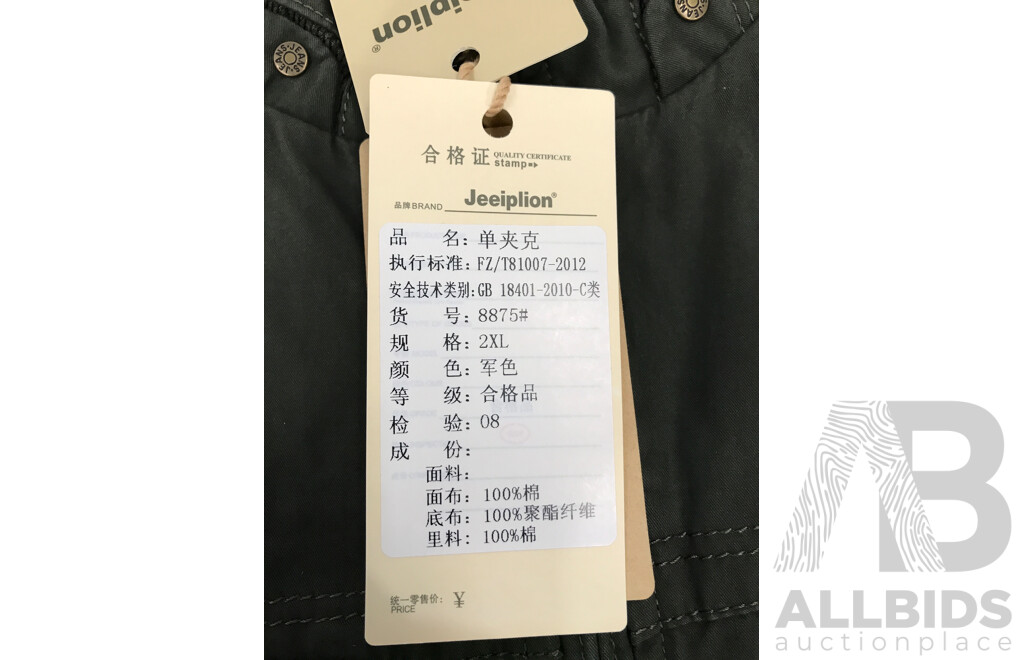 Jeeiplion®
JEANS·JEANS
合格证 QUALITY CERTIFICATE
stamp
品牌BRAND Jeeiplion®
品 名：单夹克
执行标准：FZ/T81007-2012
安全技术类别：GB 18401-2010-C类
货 号：8875#
规 格：2XL
颜 色：军色
等 级：合格品
检 验：08
成 份：
面料：
面布：100%棉
底布：100%聚酯纤维
里料：100%棉
统一零售价：¥
PRICE
AB
ALLBIDS
auctionplace